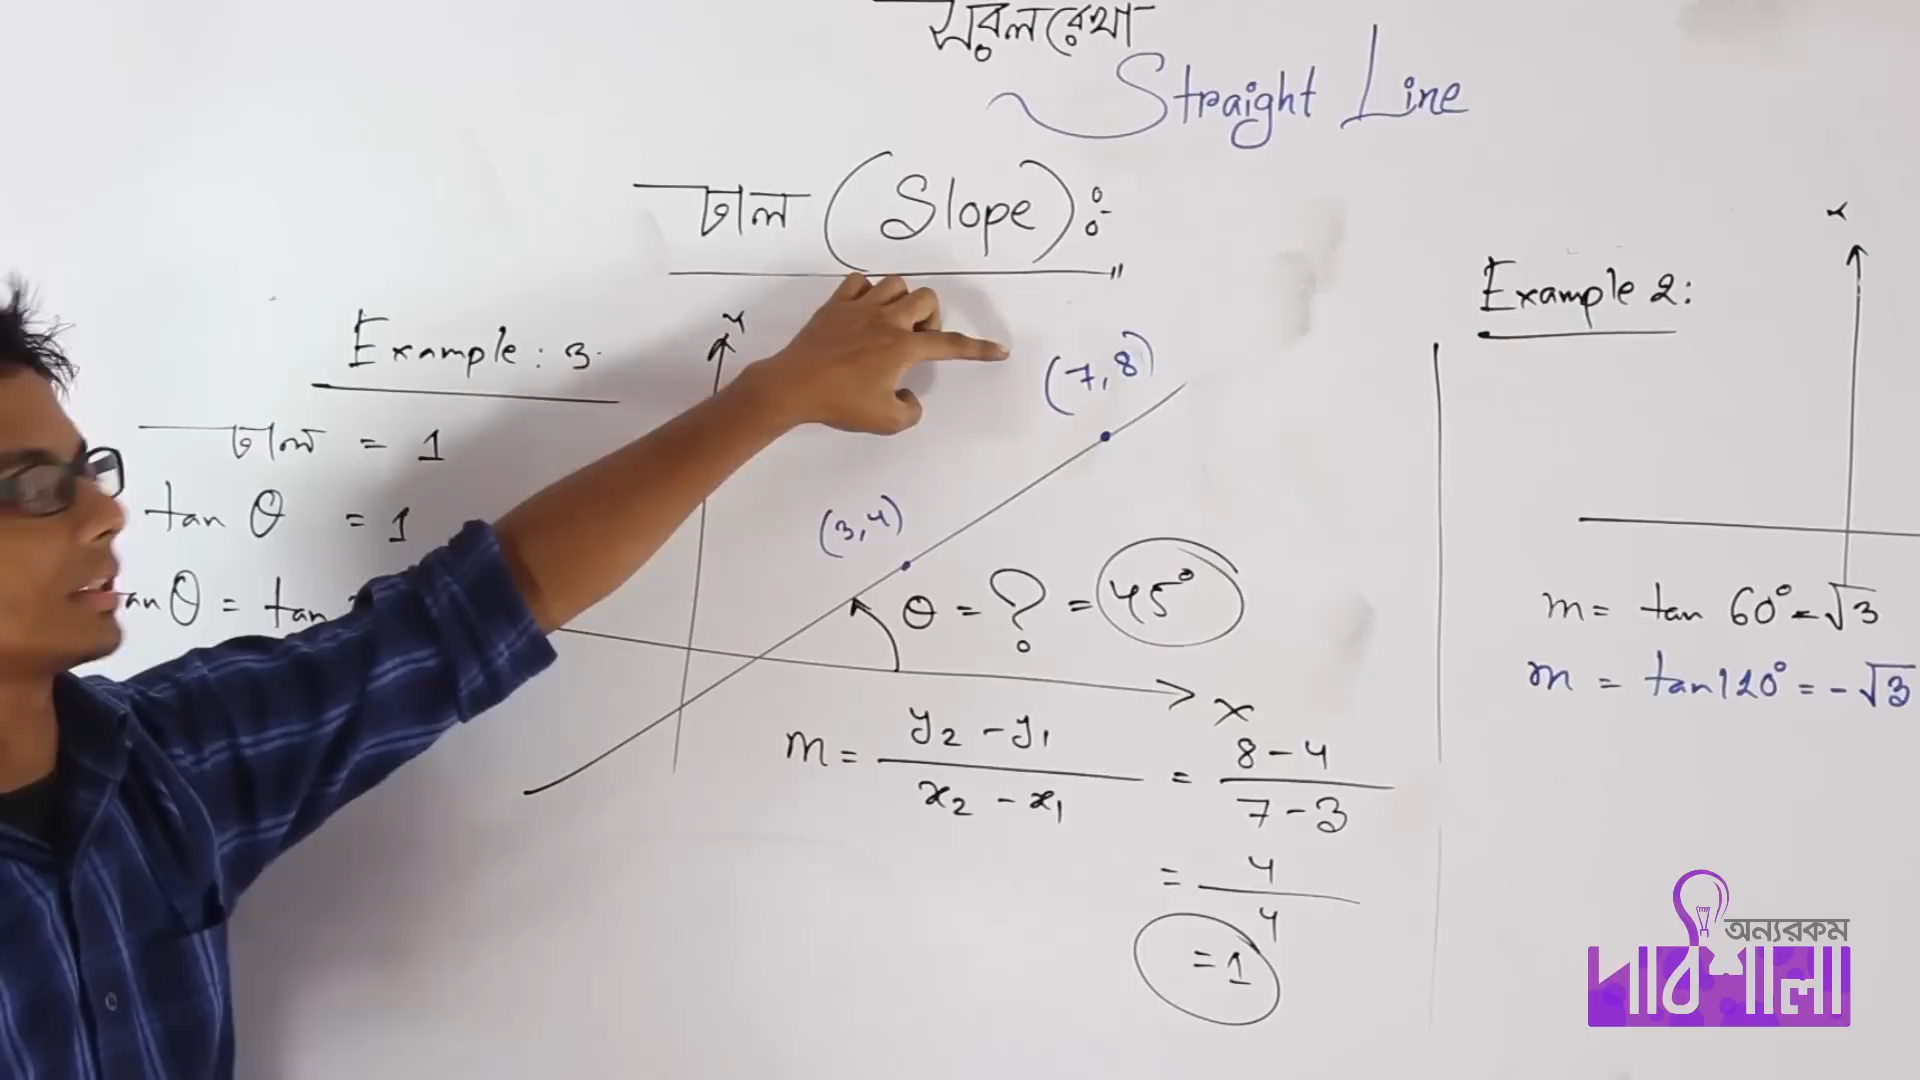 সরলরেখা
Straight Line
ঢাল (Slope):
Example: 3.
ঢাল = 1
tan θ = 1
tan θ = tan
y
x
(7,8)
(3,4)
θ = ? = 45°
m = y2 - y1 / x2 - x1 = 8-4 / 7-3
= 4 / 4
= 1
Example 2:
m = tan 60° = √3
m = tan 120° = -√3
অন্যরকম
পাঠশালা